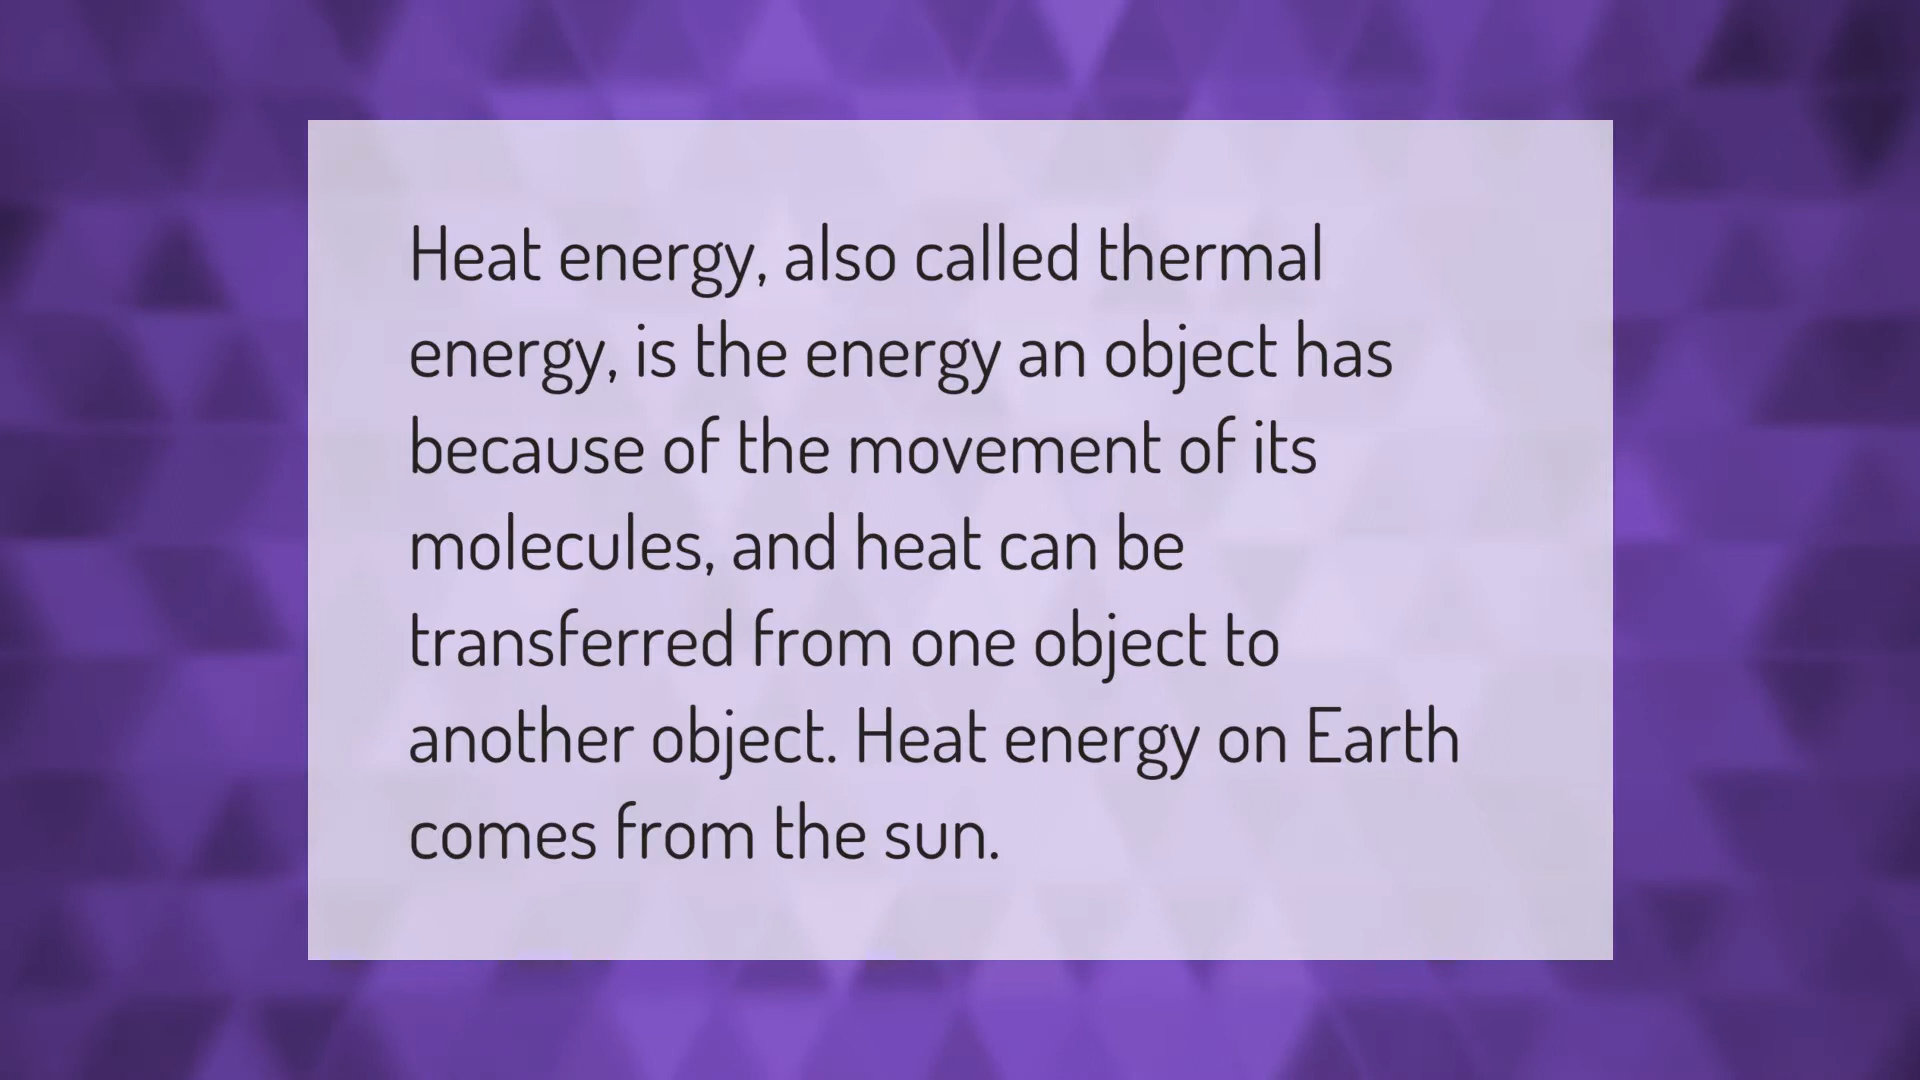 Heat energy, also called thermal
energy, is the energy an object has
because of the movement of its
molecules, and heat can be
transferred from one object to
another object. Heat energy on Earth
comes from the sun.